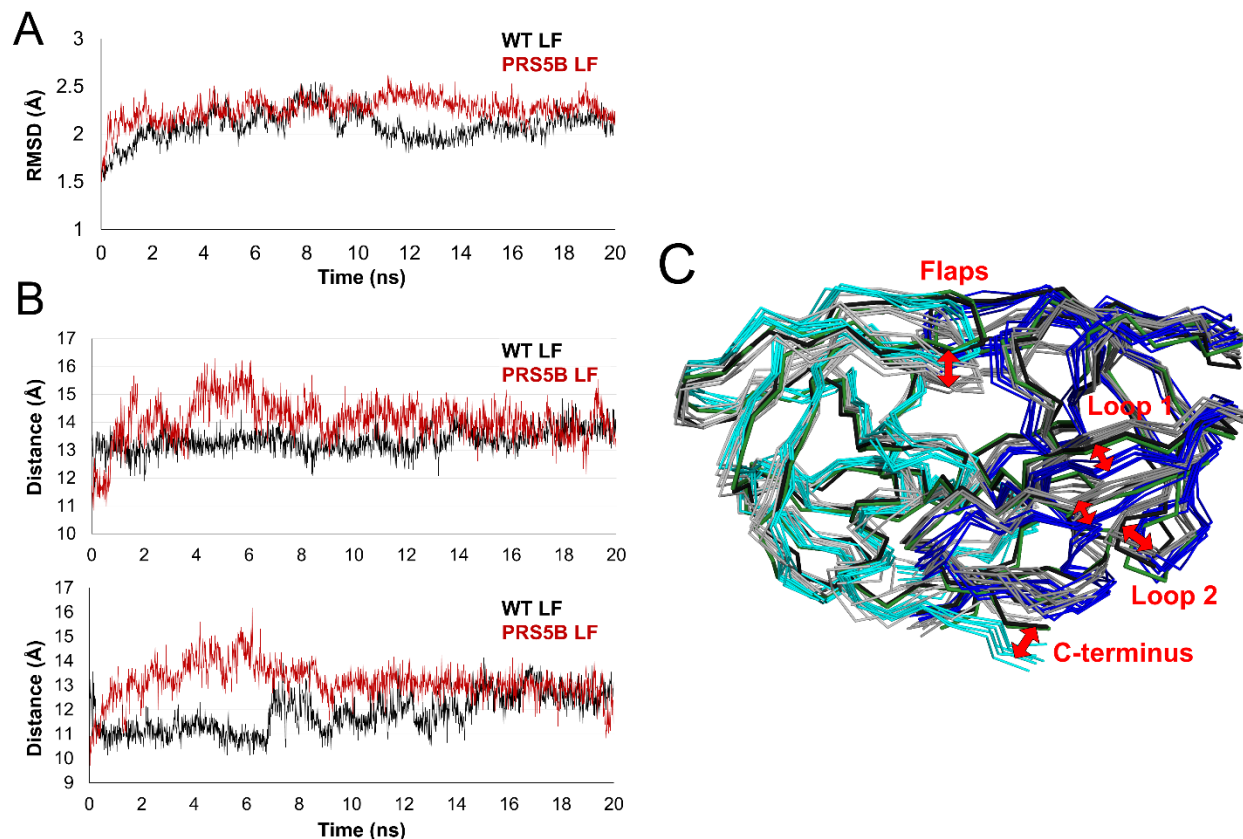 A
3
2.5
2
1.5
1
RMSD (Å)
WT LF
PRS5B LF
0 2 4 6 8 10 12 14 16 18 20
Time (ns)
B
17
16
15
14
13
12
11
10
Distance (Å)
WT LF
PRS5B LF
0 2 4 6 8 10 12 14 16 18 20
17
16
15
14
13
12
11
10
9
Distance (Å)
WT LF
PRS5B LF
0 2 4 6 8 10 12 14 16 18 20
Time (ns)
C
Flaps
Loop 1
Loop 2
C-terminus